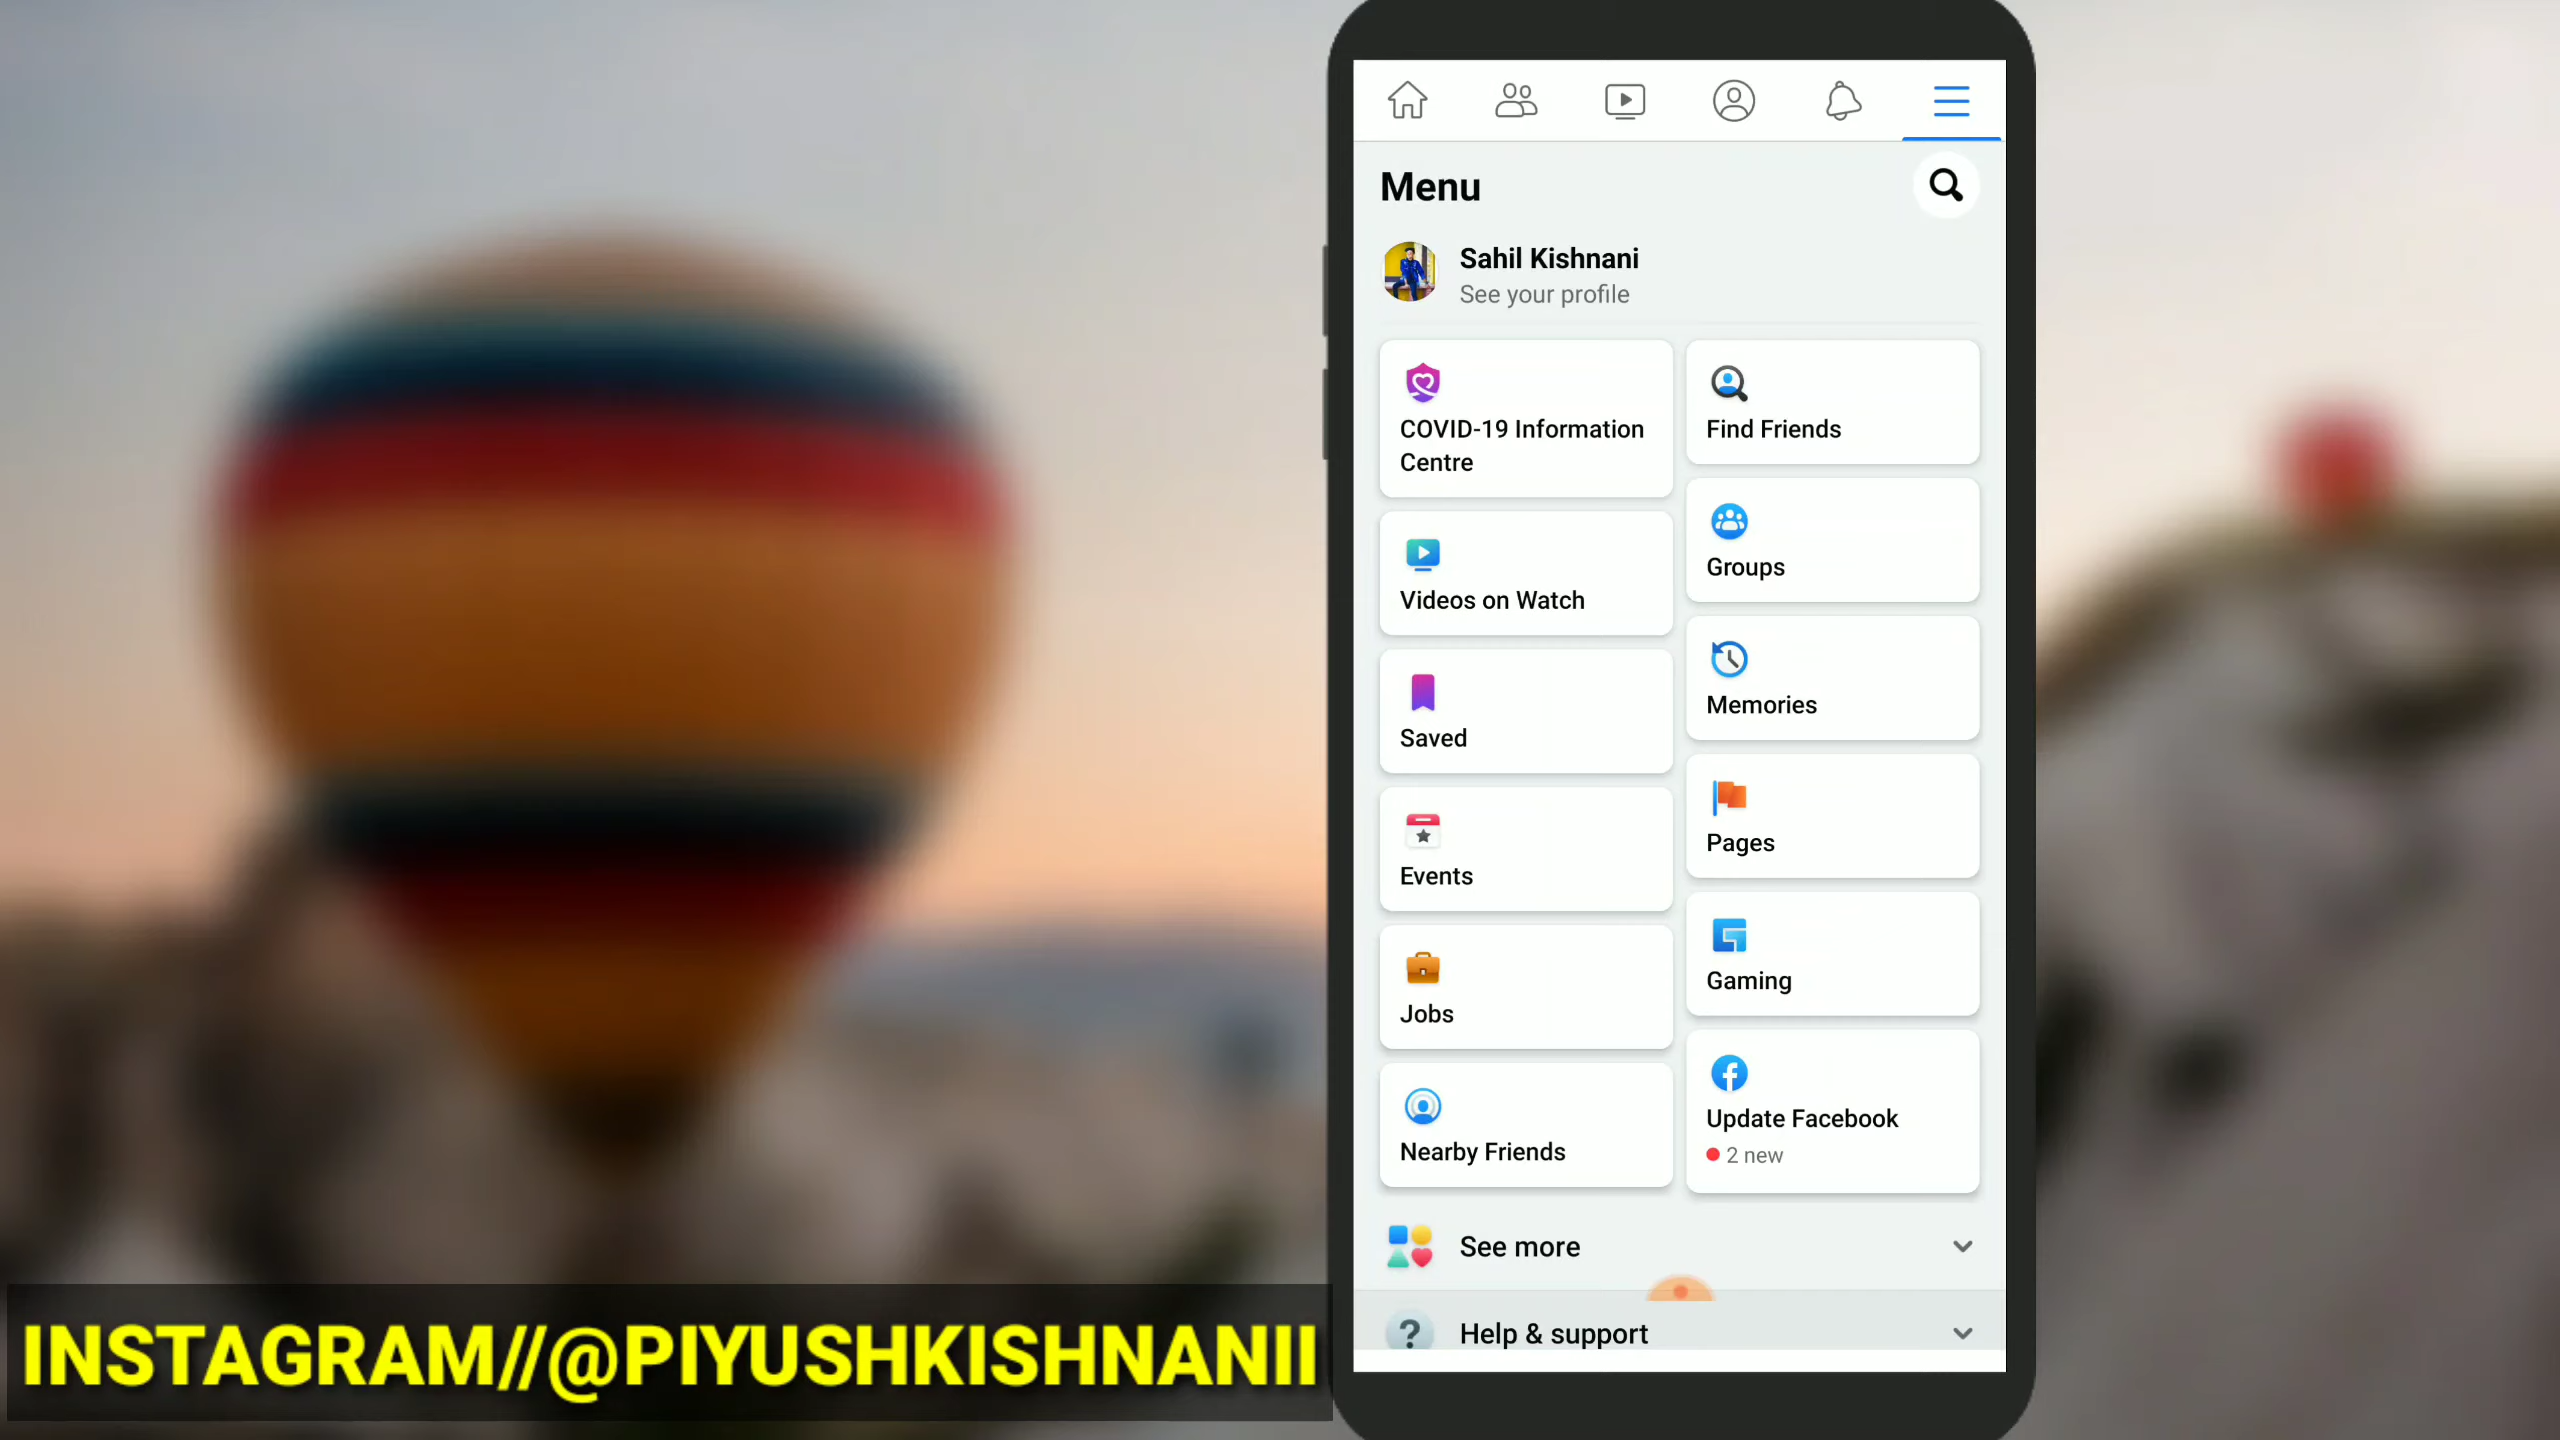 Menu
Sahil Kishnani
See your profile
COVID-19 Information
Centre
Find Friends
Videos on Watch
Groups
Saved
Memories
Events
Pages
Jobs
Gaming
Nearby Friends
Update Facebook
2 new
See more
Help & support
INSTAGRAM//@PIYUSHKISHNANII